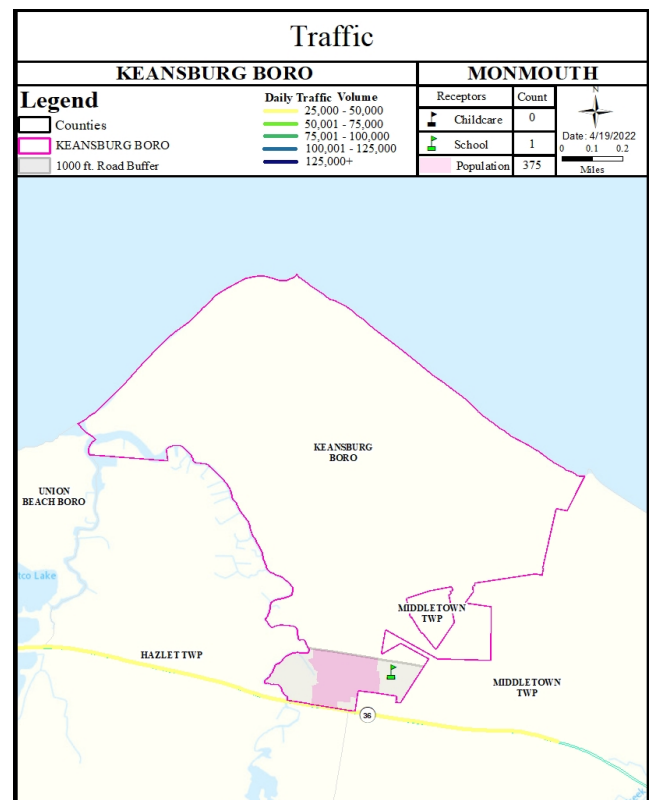 Traffic
KEANSBURG BORO
MONMOUTH
Legend
Counties
KEANSBURG BORO
1000 ft. Road Buffer
Daily Traffic Volume
25,000 - 50,000
50,001 - 75,000
75,001 - 100,000
100,001 - 125,000
125,000+
Receptors Count
Childcare 0
School 1
Population 375
N
Date: 4/19/2022
0 0.1 0.2
Miles
KEANSBURG
BORO
UNION
BEACH BORO
tco Lake
MIDDLETOWN
TWP
HAZLET TWP
MIDDLETOWN
TWP
36